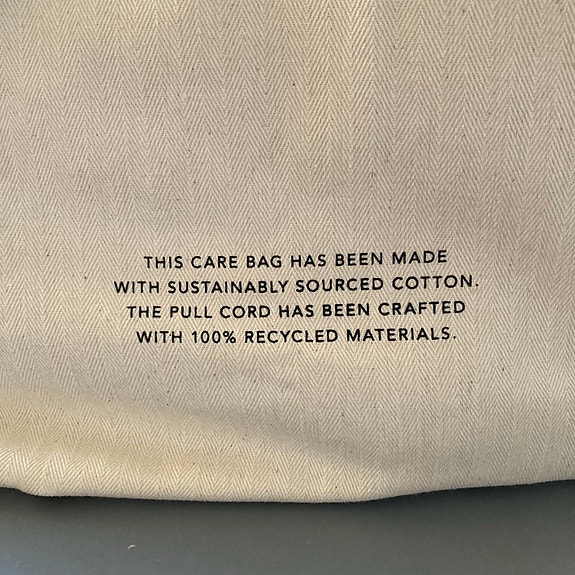 THIS CARE BAG HAS BEEN MADE
WITH SUSTAINABLY SOURCED COTTON.
THE PULL CORD HAS BEEN CRAFTED
WITH 100% RECYCLED MATERIALS.